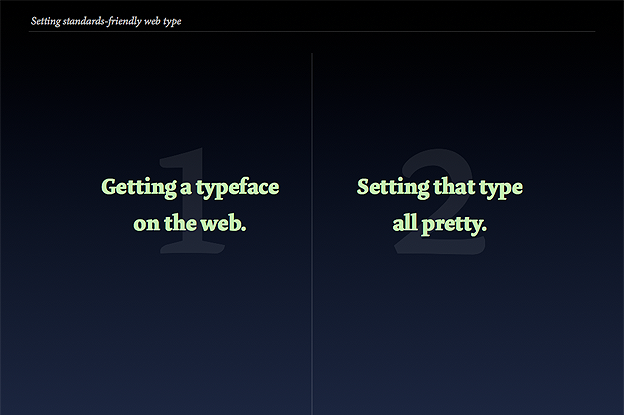 Setting standards-friendly web type
1
Getting a typeface
on the web.
2
Setting that type
all pretty.